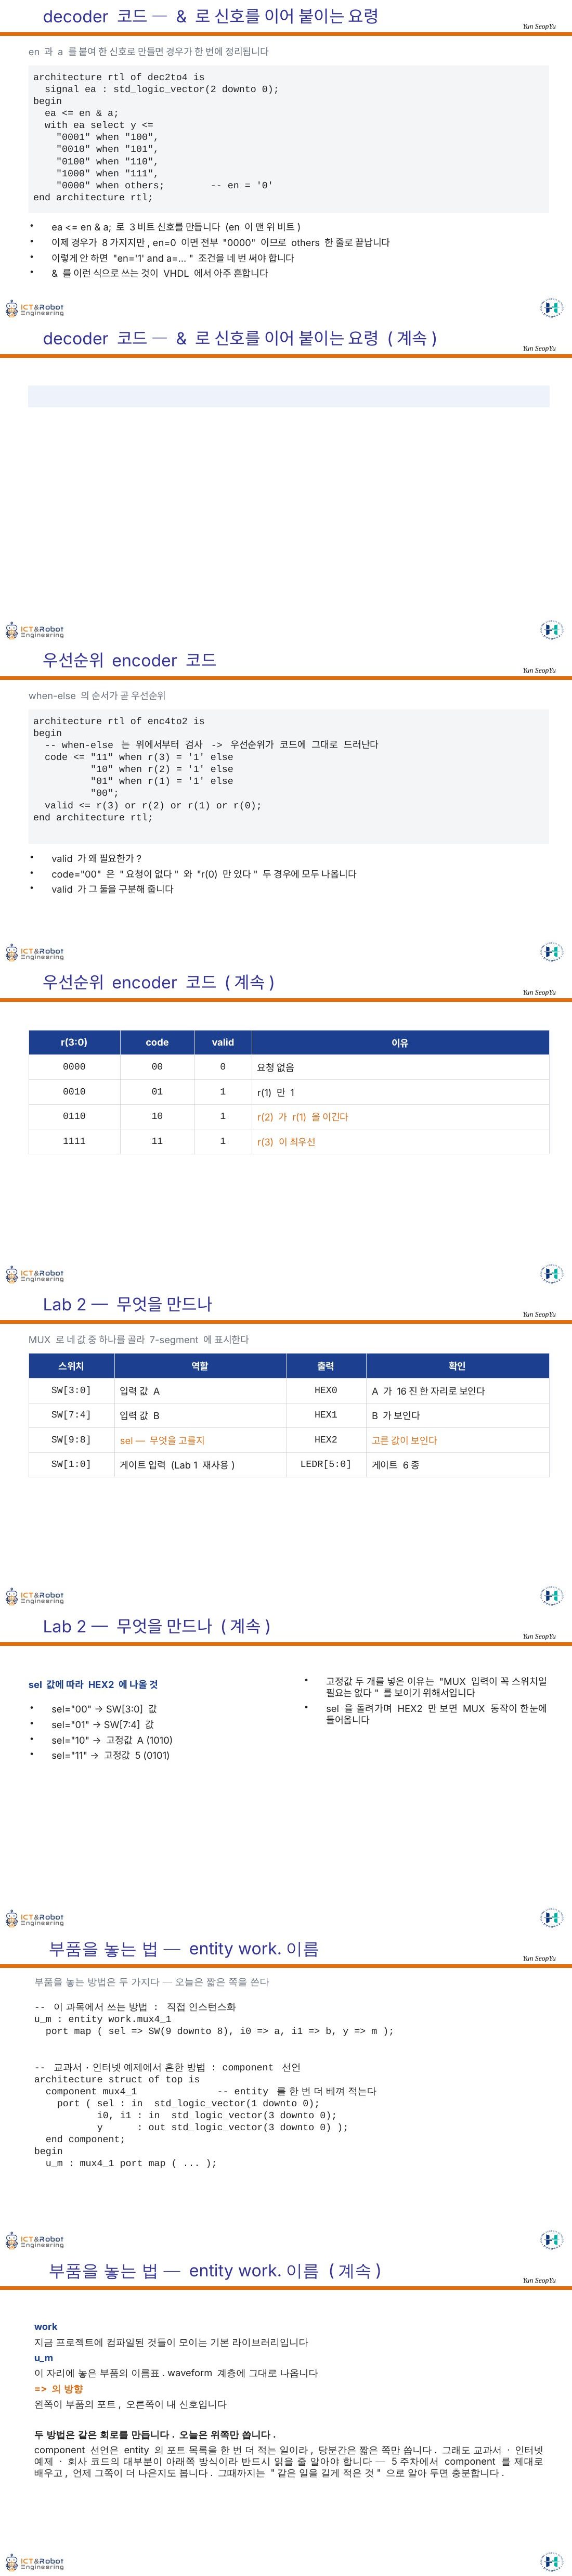 decoder 코드 — & 로 신호를 이어 붙이는 요령
Yun SeopYu
en 과 a 를 붙여 한 신호로 만들면 경우가 한 번에 정리됩니다
architecture rtl of dec2to4 is
  signal ea : std_logic_vector(2 downto 0);
begin
  ea <= en & a;
  with ea select y <=
    "0001" when "100",
    "0010" when "101",
    "0100" when "110",
    "1000" when "111",
    "0000" when others;        -- en = '0'
end architecture rtl;
• ea <= en & a; 로 3 비트 신호를 만듭니다 (en 이 맨 위 비트 )
• 이제 경우가 8 가지지만 , en=0 이면 전부 "0000" 이므로 others 한 줄로 끝납니다
• 이렇게 안 하면 "en='1' and a=... " 조건을 네 번 써야 합니다
• & 를 이런 식으로 쓰는 것이 VHDL 에서 아주 흔합니다
ICT&Robot
Engineering
decoder 코드 — & 로 신호를 이어 붙이는 요령 ( 계속 )
Yun SeopYu
ICT&Robot
Engineering
우선순위 encoder 코드
Yun SeopYu
when-else 의 순서가 곧 우선순위
architecture rtl of enc4to2 is
begin
  -- when-else 는 위에서부터 검사 -> 우선순위가 코드에 그대로 드러난다
  code <= "11" when r(3) = '1' else
          "10" when r(2) = '1' else
          "01" when r(1) = '1' else
          "00";
  valid <= r(3) or r(2) or r(1) or r(0);
end architecture rtl;
• valid 가 왜 필요한가 ?
• code="00" 은 " 요청이 없다 " 와 "r(0) 만 있다 " 두 경우에 모두 나옵니다
• valid 가 그 둘을 구분해 줍니다
ICT&Robot
Engineering
우선순위 encoder 코드 ( 계속 )
Yun SeopYu
r(3:0) code valid 이유
0000 00 0 요청 없음
0010 01 1 r(1) 만 1
0110 10 1 r(2) 가 r(1) 을 이긴다
1111 11 1 r(3) 이 최우선
ICT&Robot
Engineering
Lab 2 — 무엇을 만드나
Yun SeopYu
MUX 로 네 값 중 하나를 골라 7-segment 에 표시한다
스위치 역할 출력 확인
SW[3:0] 입력 값 A HEX0 A 가 16 진 한 자리로 보인다
SW[7:4] 입력 값 B HEX1 B 가 보인다
SW[9:8] sel — 무엇을 고를지 HEX2 고른 값이 보인다
SW[1:0] 게이트 입력 (Lab 1 재사용 ) LEDR[5:0] 게이트 6 종
ICT&Robot
Engineering
Lab 2 — 무엇을 만드나 ( 계속 )
Yun SeopYu
sel 값에 따라 HEX2 에 나올 것
• sel="00" → SW[3:0] 값
• sel="01" → SW[7:4] 값
• sel="10" → 고정값 A (1010)
• sel="11" → 고정값 5 (0101)
• 고정값 두 개를 넣은 이유는 "MUX 입력이 꼭 스위치일
필요는 없다 " 를 보이기 위해서입니다
• sel 을 돌려가며 HEX2 만 보면 MUX 동작이 한눈에
들어옵니다
ICT&Robot
Engineering
부품을 놓는 법 — entity work. 이름
Yun SeopYu
부품을 놓는 방법은 두 가지다 — 오늘은 짧은 쪽을 쓴다
-- 이 과목에서 쓰는 방법 : 직접 인스턴스화
u_m : entity work.mux4_1
  port map ( sel => SW(9 downto 8), i0 => a, i1 => b, y => m );
-- 교과서 · 인터넷 예제에서 흔한 방법 : component 선언
architecture struct of top is
  component mux4_1              -- entity 를 한 번 더 베껴 적는다
    port ( sel : in  std_logic_vector(1 downto 0);
           i0, i1 : in  std_logic_vector(3 downto 0);
           y      : out std_logic_vector(3 downto 0) );
  end component;
begin
  u_m : mux4_1 port map ( ... );
ICT&Robot
Engineering
부품을 놓는 법 — entity work. 이름 ( 계속 )
Yun SeopYu
work
지금 프로젝트에 컴파일된 것들이 모이는 기본 라이브러리입니다
u_m
이 자리에 놓은 부품의 이름표 . waveform 계층에 그대로 나옵니다
=> 의 방향
왼쪽이 부품의 포트 , 오른쪽이 내 신호입니다
두 방법은 같은 회로를 만듭니다 . 오늘은 위쪽만 씁니다 .
component 선언은 entity 의 포트 목록을 한 번 더 적는 일이라 , 당분간은 짧은 쪽만 씁니다 . 그래도 교과서 · 인터넷
예제 · 회사 코드의 대부분이 아래쪽 방식이라 반드시 읽을 줄 알아야 합니다 — 5 주차에서 component 를 제대로
배우고 , 언제 그쪽이 더 나은지도 봅니다 . 그때까지는 " 같은 일을 길게 적은 것 " 으로 알아 두면 충분합니다 .
ICT&Robot
Engineering